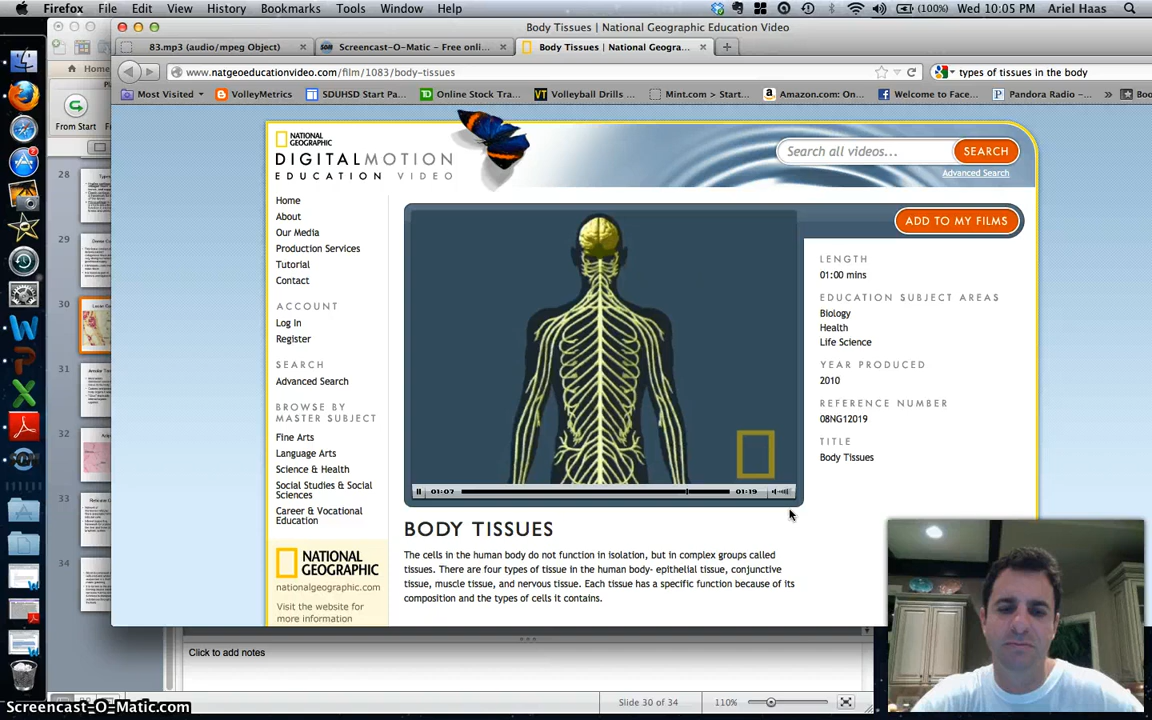 Firefox File Edit View History Bookmarks Tools Window Help
(100%) Wed 10:05 PM Ariel Haas
Body Tissues | National Geographic Education Video
83.mp3 (audio/mpeg Object)
Screencast-O-Matic – Free onli...
Body Tissues | National Geogra...
www.natgeoeducationvideo.com/film/1083/body-tissues
types of tissues in the body
Most Visited
VolleyMetrics
SDUHSD Start Pa...
Online Stock Tra...
Volleyball Drills ...
Mint.com > Start...
Amazon.com: On...
Welcome to Face...
Pandora Radio – ...
Home
From Start
NATIONAL
GEOGRAPHIC
DIGITALMOTION
EDUCATION VIDEO
Search all videos...
SEARCH
Advanced Search
Home
About
Our Media
Production Services
Tutorial
Contact
ACCOUNT
Log in
Register
SEARCH
Advanced Search
BROWSE BY
MASTER SUBJECT
Fine Arts
Language Arts
Science & Health
Social Studies & Social
Sciences
Career & Vocational
Education
NATIONAL
GEOGRAPHIC
nationalgeographic.com
Visit the website for
more information
ADD TO MY FILMS
LENGTH
01:00 mins
EDUCATION SUBJECT AREAS
Biology
Health
Life Science
YEAR PRODUCED
2010
REFERENCE NUMBER
08NG12019
TITLE
Body Tissues
01:07
01:19
BODY TISSUES
The cells in the human body do not function in isolation, but in complex groups called
tissues. There are four types of tissue in the human body- epithelial tissue, conjunctive
tissue, muscle tissue, and nervous tissue. Each tissue has a specific function because of its
composition and the types of cells it contains.
28
29
30
31
32
33
34
Click to add notes
Slide 30 of 34
110%
Screencast-O-Matic.com